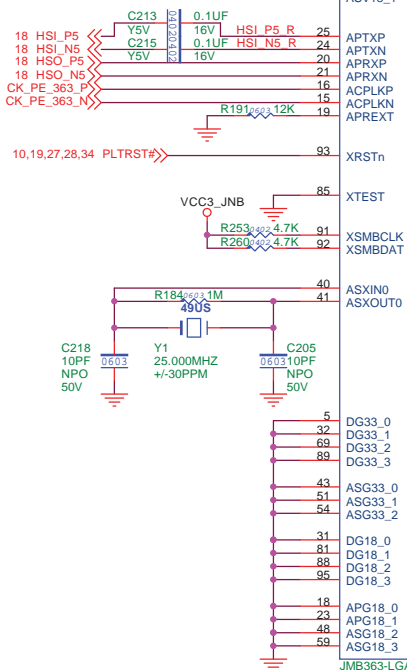 C213 0402 0.1UF HSI_P5_R
18 HSI_P5 Y5V 16V 25 APTXP
18 HSI_N5 C215 0402 0.1UF HSI_N5_R 24 APTXN
18 HSO_P5 Y5V 16V 20 APRXP
18 HSO_N5 21 APRXN
CK_PE_363_P 16 ACPLKP
CK_PE_363_N 15 ACPLKN
R191 0603 12K 19 APREXT
10,19,27,28,34 PLTRST# 93 XRSTn
VCC3_JNB 85 XTEST
R253 0402 4.7K 91 XSMBCLK
R260 0402 4.7K 92 XSMBDAT
40 ASXIN0
R184 0603 1M 41 ASXOUT0
49US
C218 Y1 C205
10PF 0603 25.000MHZ 0603 10PF
NPO +/-30PPM NPO
50V 50V
5 DG33_0
32 DG33_1
69 DG33_2
89 DG33_3
43 ASG33_0
51 ASG33_1
54 ASG33_2
31 DG18_0
81 DG18_1
88 DG18_2
95 DG18_3
18 APG18_0
23 APG18_1
48 ASG18_2
59 ASG18_3